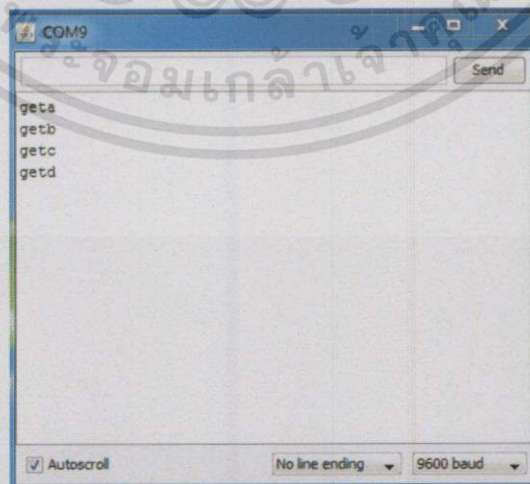 COM9
Send
geta
getb
getc
getd
Autoscroll
No line ending
9600 baud